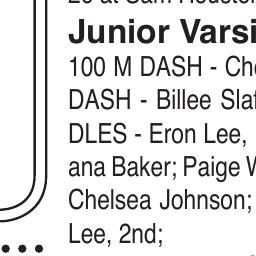 Junior Varsi
100 M DASH - Ch
DASH - Billee Sla
DLES - Eron Lee,
ana Baker; Paige W
Chelsea Johnson;
Lee, 2nd;